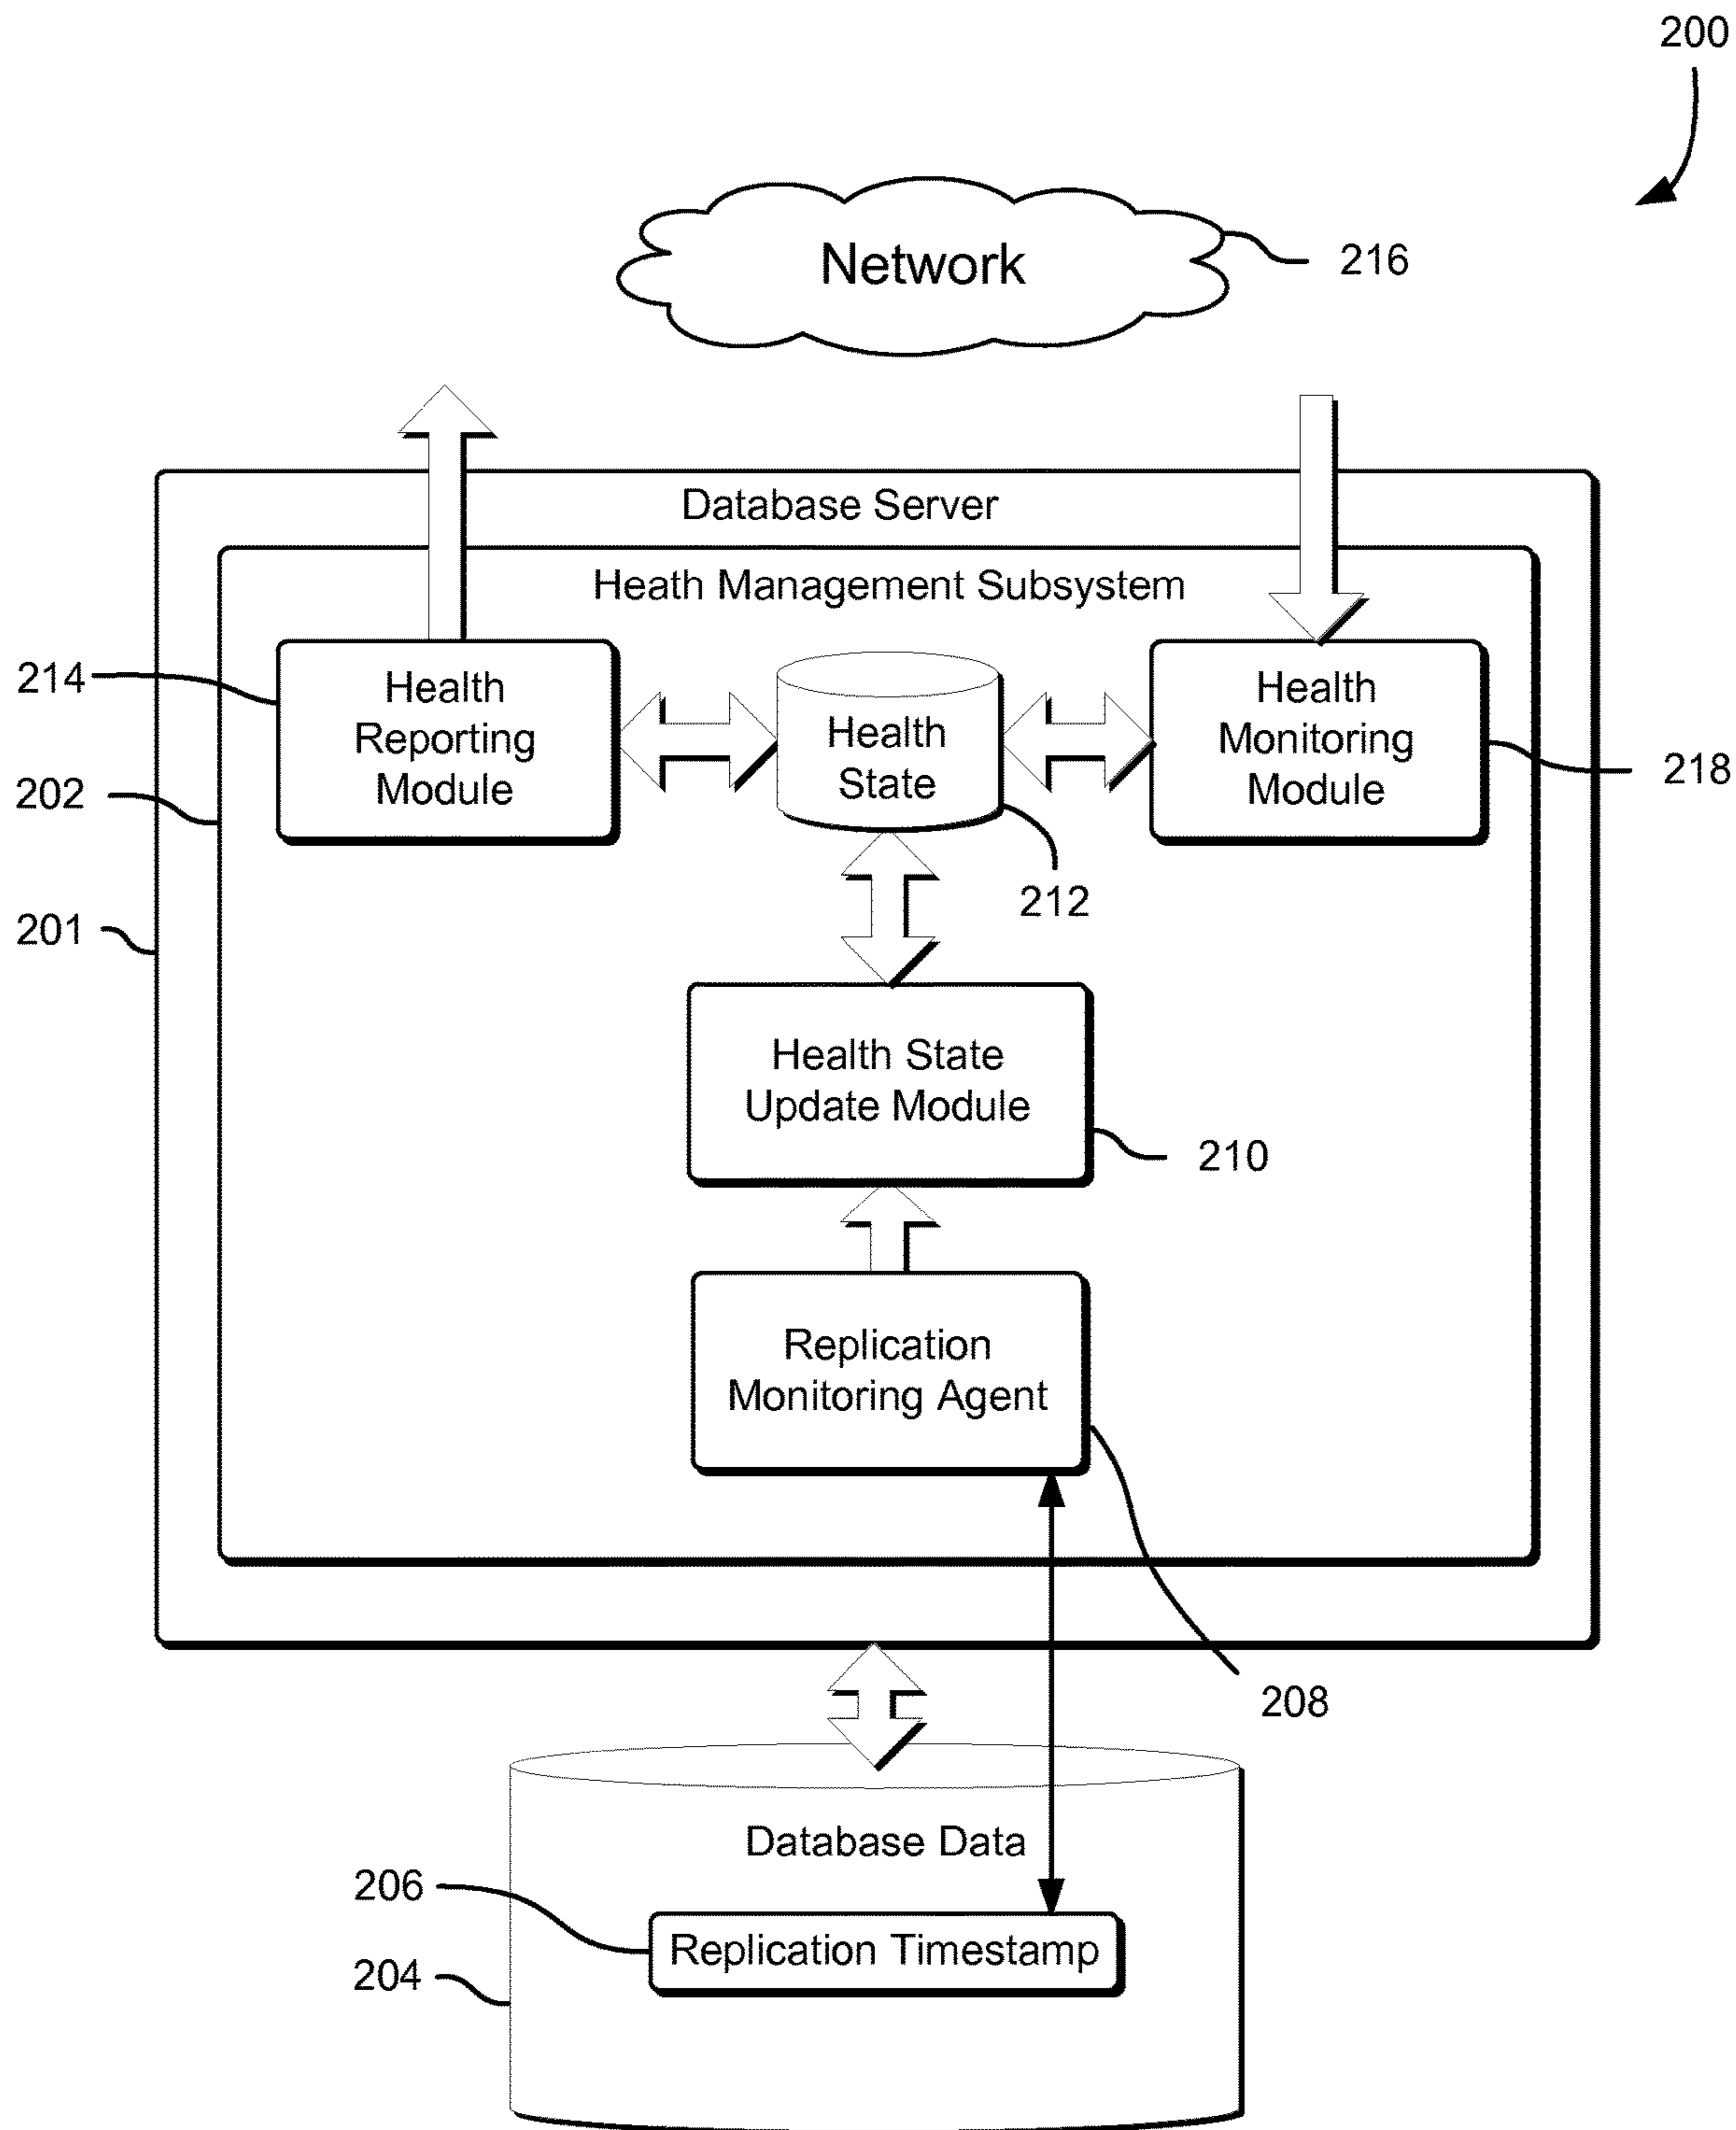 200
Network
216
Database Server
Heath Management Subsystem
214
Health
Reporting
Module
Health
State
Health
Monitoring
Module
218
202
212
201
Health State
Update Module
210
Replication
Monitoring Agent
208
Database Data
206
Replication Timestamp
204